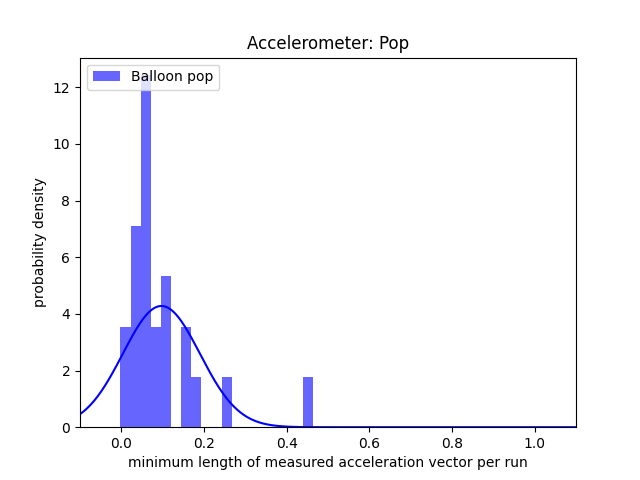 Accelerometer: Pop
Balloon pop
probability density
12
10
8
6
4
2
0
0.0 0.2 0.4 0.6 0.8 1.0
minimum length of measured acceleration vector per run